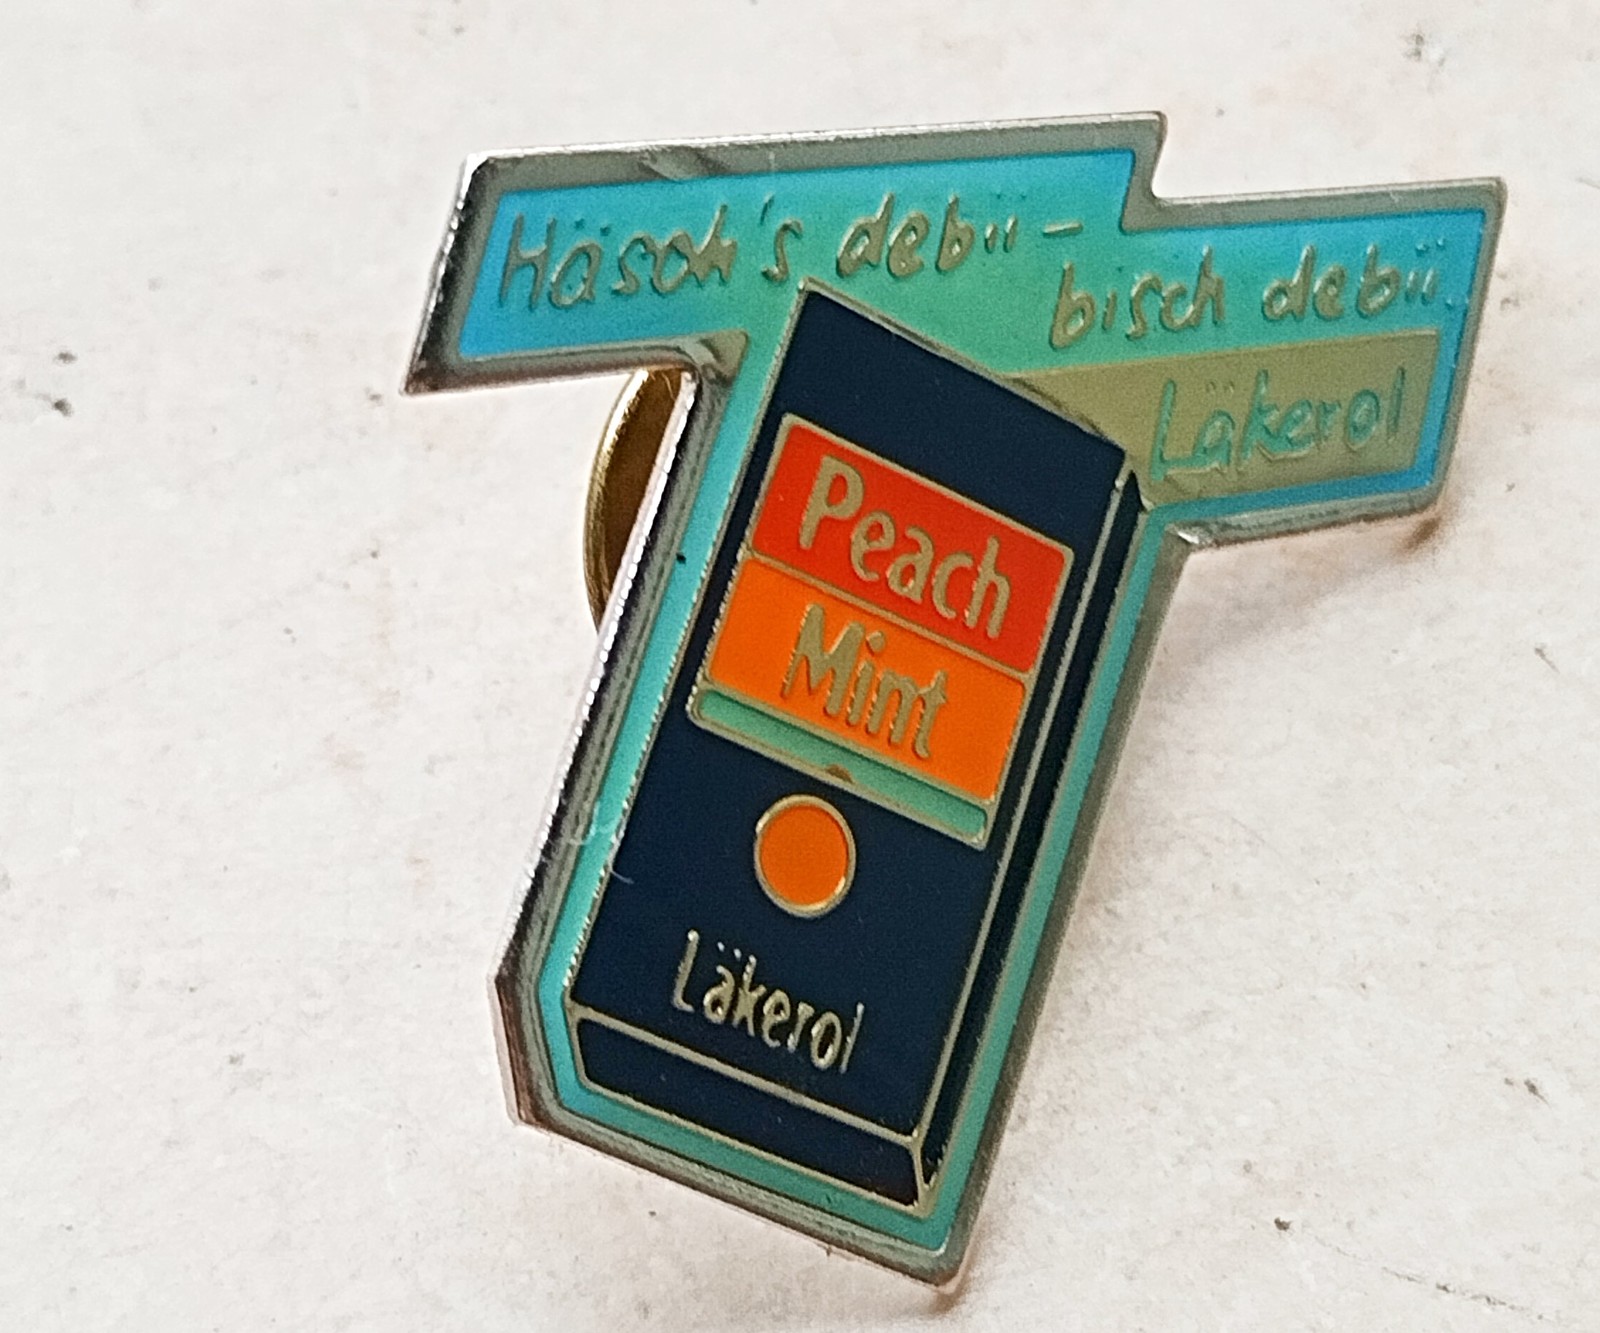 Häsch's debii –
bisch debii
Läkerol
Peach
Mint
Läkerol